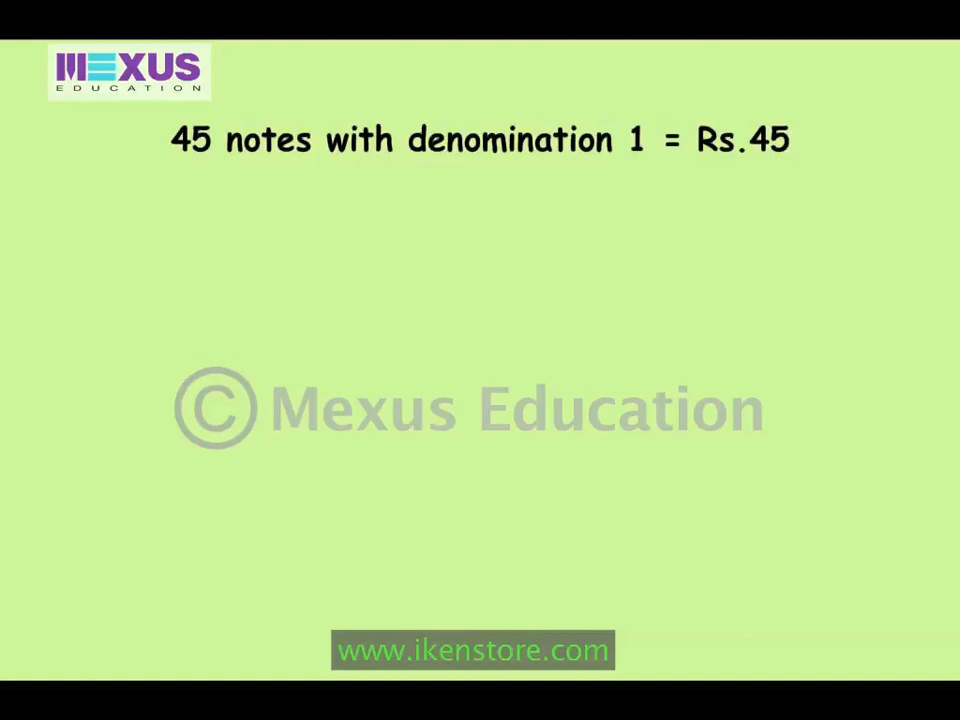 MEXUS
EDUCATION
45 notes with denomination 1 = Rs.45
© Mexus Education
www.ikenstore.com